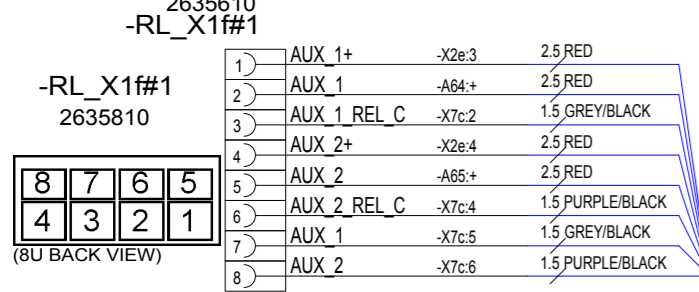 2635610
-RL_X1f#1
-RL_X1f#1
2635810
8 7 6 5
4 3 2 1
(8U BACK VIEW)
1 AUX_1+ -X2e:3 2.5 RED
2 AUX_1 -A64:+ 2.5 RED
3 AUX_1_REL_C -X7c:2 1.5 GREY/BLACK
4 AUX_2+ -X2e:4 2.5 RED
5 AUX_2 -A65:+ 2.5 RED
6 AUX_2_REL_C -X7c:4 1.5 PURPLE/BLACK
7 AUX_1 -X7c:5 1.5 GREY/BLACK
8 AUX_2 -X7c:6 1.5 PURPLE/BLACK